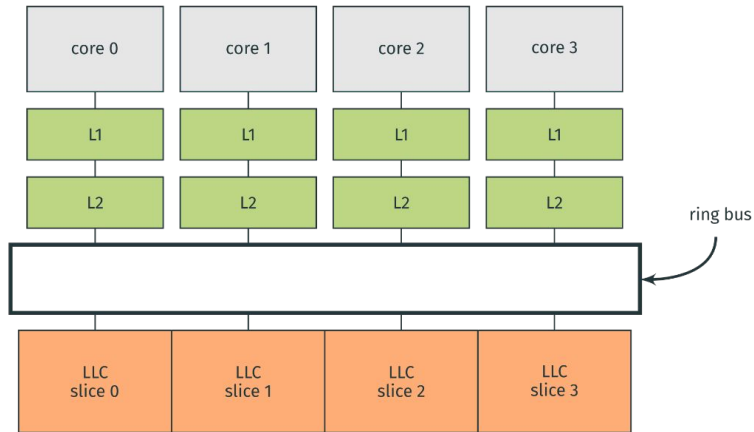 core 0
core 1
core 2
core 3
L1
L1
L1
L1
L2
L2
L2
L2
ring bus
LLC
slice 0
LLC
slice 1
LLC
slice 2
LLC
slice 3